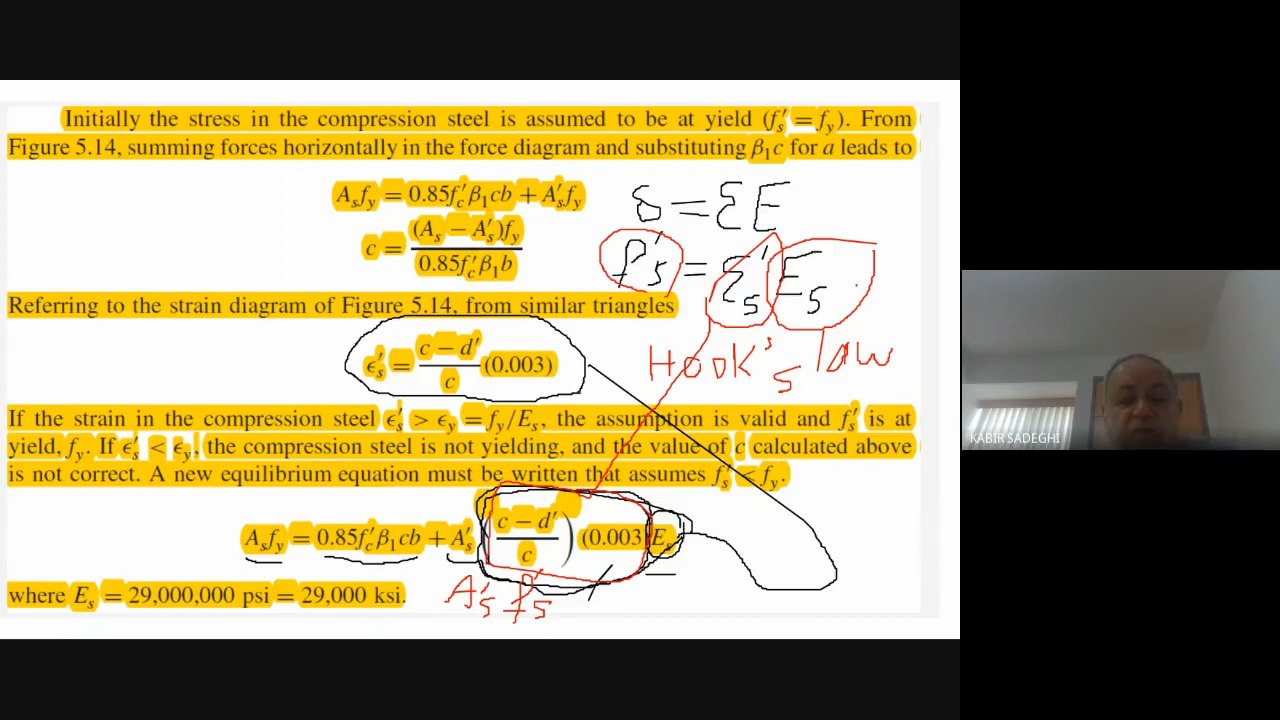 Initially the stress in the compression steel is assumed to be at yield (f′s = fy). From
Figure 5.14, summing forces horizontally in the force diagram and substituting β1c for a leads to
Asfy = 0.85f′cβ1cb + A′sfy
c = (As − A′s)fy / 0.85f′cβ1b
δ = εE
f's = ε's Es
Referring to the strain diagram of Figure 5.14, from similar triangles
ϵ′s = (c − d′)/c (0.003)
HOOK's law
If the strain in the compression steel ϵ′s > ϵy = fy/Es, the assumption is valid and f′s is at
yield, fy. If ϵ′s < ϵy, the compression steel is not yielding, and the value of c calculated above
is not correct. A new equilibrium equation must be written that assumes f′s < fy.
Asfy = 0.85f′cβ1cb + A′s ((c − d′)/c) (0.003)Es
where Es = 29,000,000 psi = 29,000 ksi.
A's f's
KABIR SADEGHI